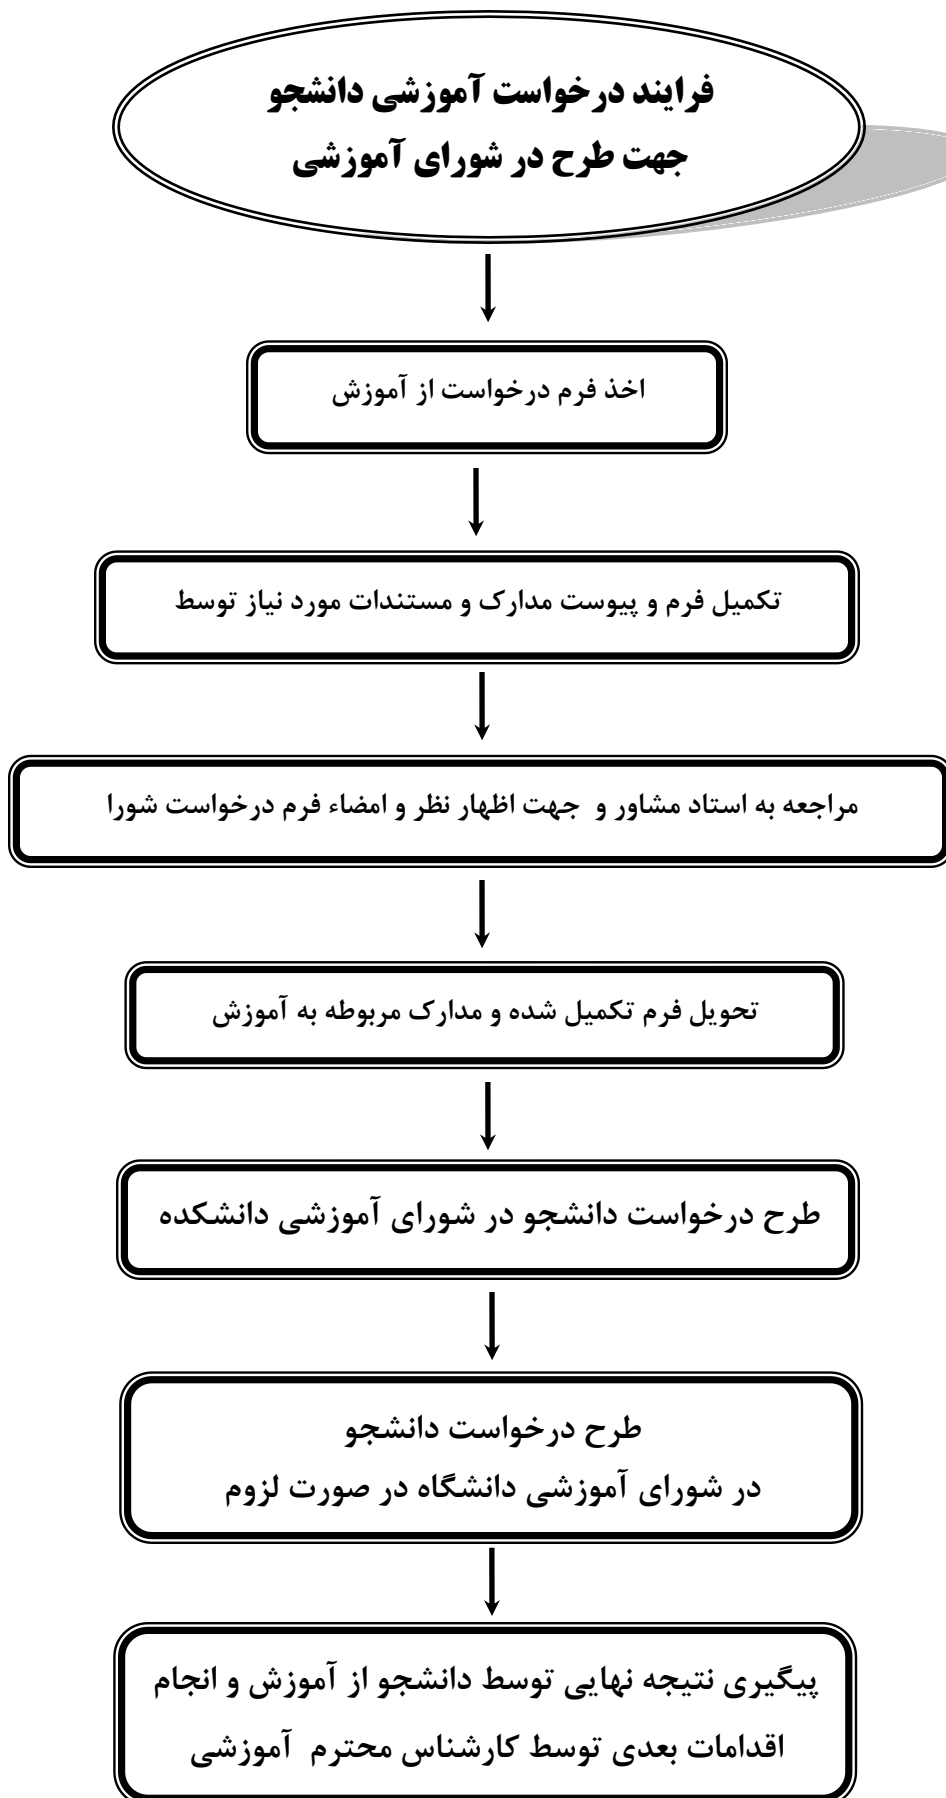 فرایند درخواست آموزشی دانشجو
جهت طرح در شورای آموزشی
اخذ فرم درخواست از آموزش
تکمیل فرم و پیوست مدارک و مستندات مورد نیاز توسط
مراجعه به استاد مشاور و جهت اظهار نظر و امضاء فرم درخواست شورا
تحویل فرم تکمیل شده و مدارک مربوطه به آموزش
طرح درخواست دانشجو در شورای آموزشی دانشکده
طرح درخواست دانشجو
در شورای آموزشی دانشگاه در صورت لزوم
پیگیری نتیجه نهایی توسط دانشجو از آموزش و انجام
اقدامات بعدی توسط کارشناس محترم آموزشی